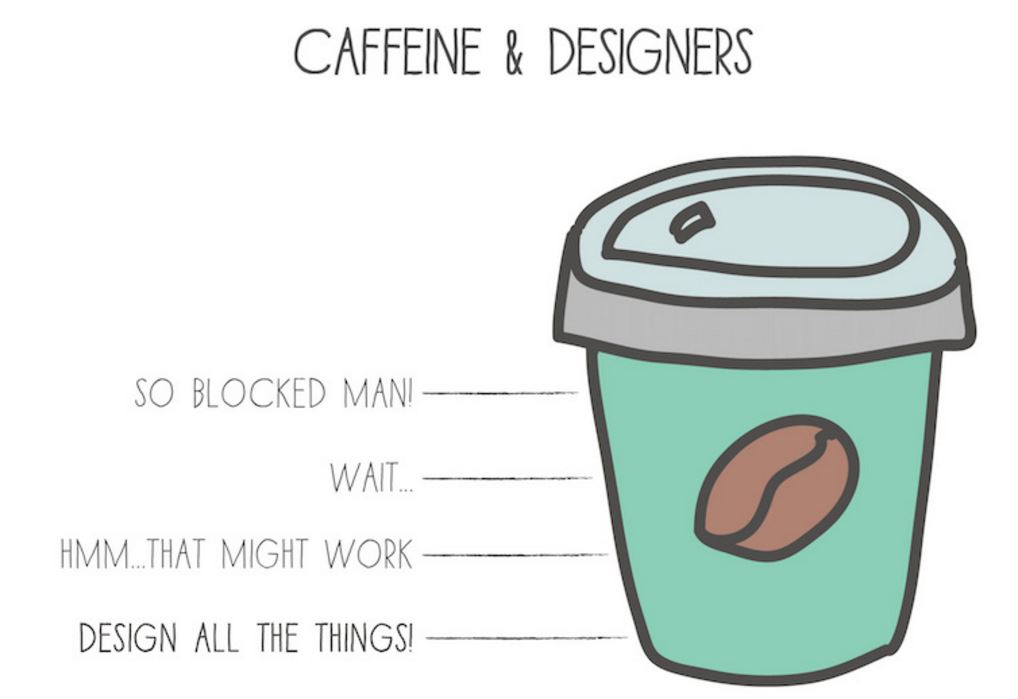 CAFFEINE & DESIGNERS
SO BLOCKED MAN!
WAIT...
HMM...THAT MIGHT WORK
DESIGN ALL THE THINGS!